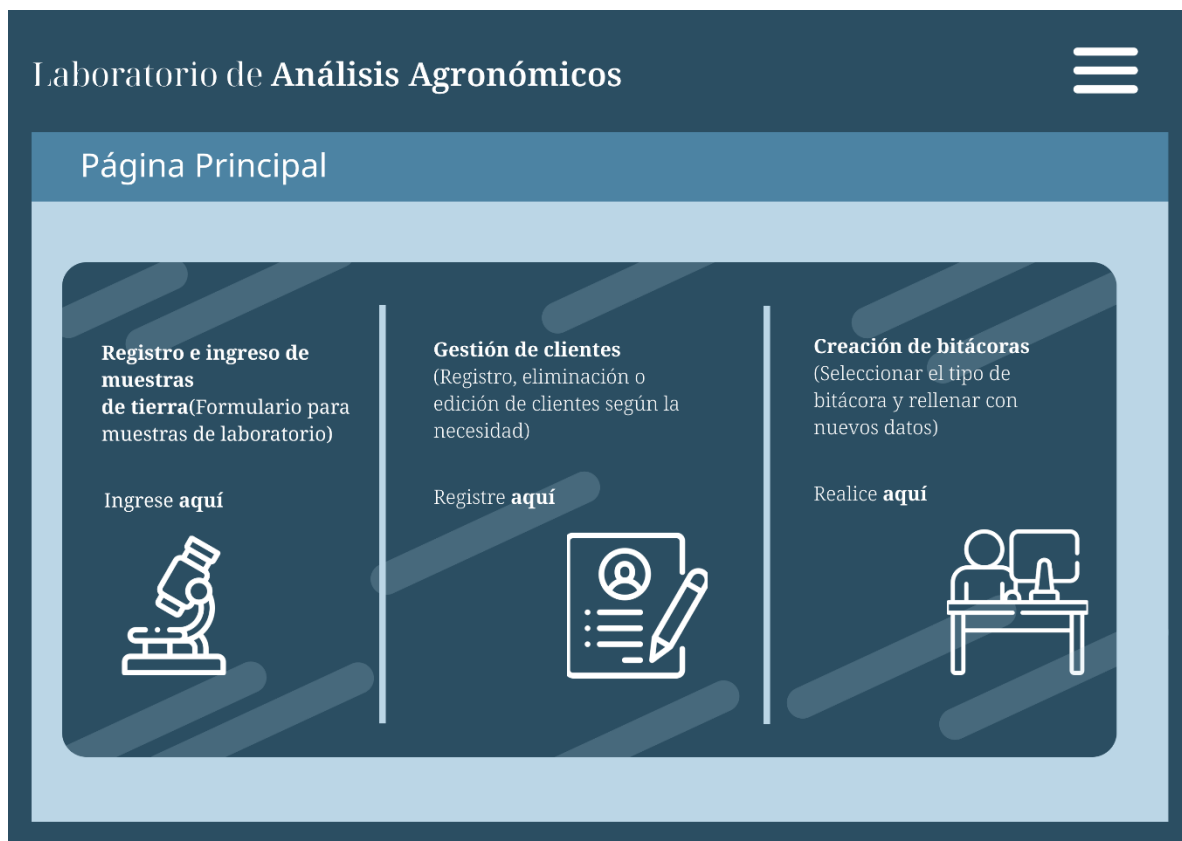 Laboratorio de Análisis Agronómicos
Página Principal
Registro e ingreso de
muestras
de tierra(Formulario para
muestras de laboratorio)
Ingrese aquí
Gestión de clientes
(Registro, eliminación o
edición de clientes según la
necesidad)
Registre aquí
Creación de bitácoras
(Seleccionar el tipo de
bitácora y rellenar con
nuevos datos)
Realice aquí